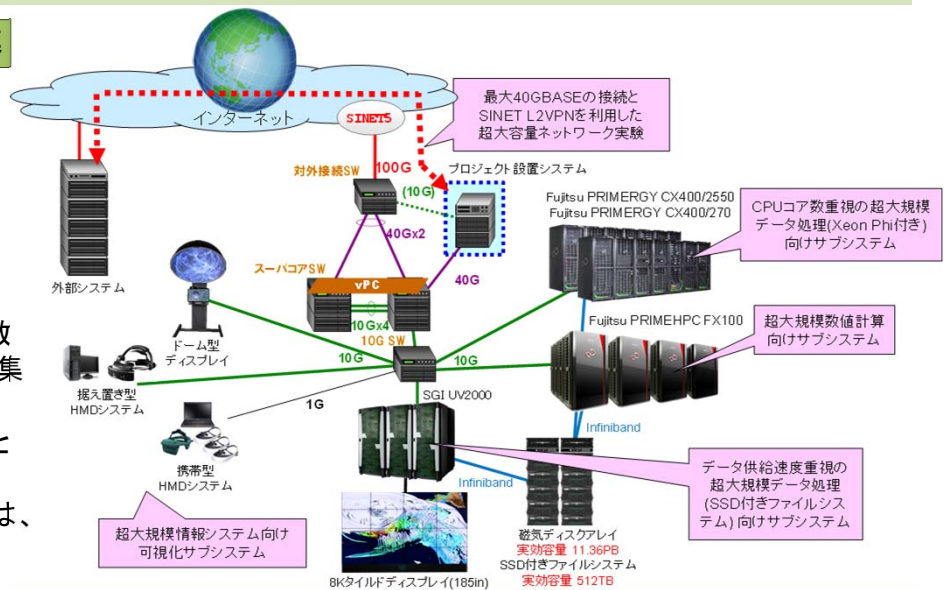 インターネット
SINET5
最大40GBASEの接続と
SINET L2VPNを利用した
超大容量ネットワーク実験
対外接続SW
100G
プロジェクト設置システム
(10G)
40Gx2
Fujitsu PRIMERGY CX400/2550
Fujitsu PRIMERGY CX400/270
CPUコア数重視の超大規模
データ処理(Xeon Phi付き)
向けサブシステム
外部システム
スーパコアSW
vPC
40G
10Gx4
10G SW
ドーム型
ディスプレイ
10G
10G
Fujitsu PRIMEHPC FX100
超大規模数値計算
向けサブシステム
集
据え置き型
HMDシステム
1G
SGI UV2000
Infiniband
と
携帯型
HMDシステム
Infiniband
データ供給速度重視の
超大規模データ処理
(SSD付きファイルシス
テム) 向けサブシステム
は、
超大規模情報システム向け
可視化サブシステム
磁気ディスクアレイ
実効容量 11.36PB
SSD付きファイルシステム
実効容量 512TB
8Kタイルドディスプレイ(185in)